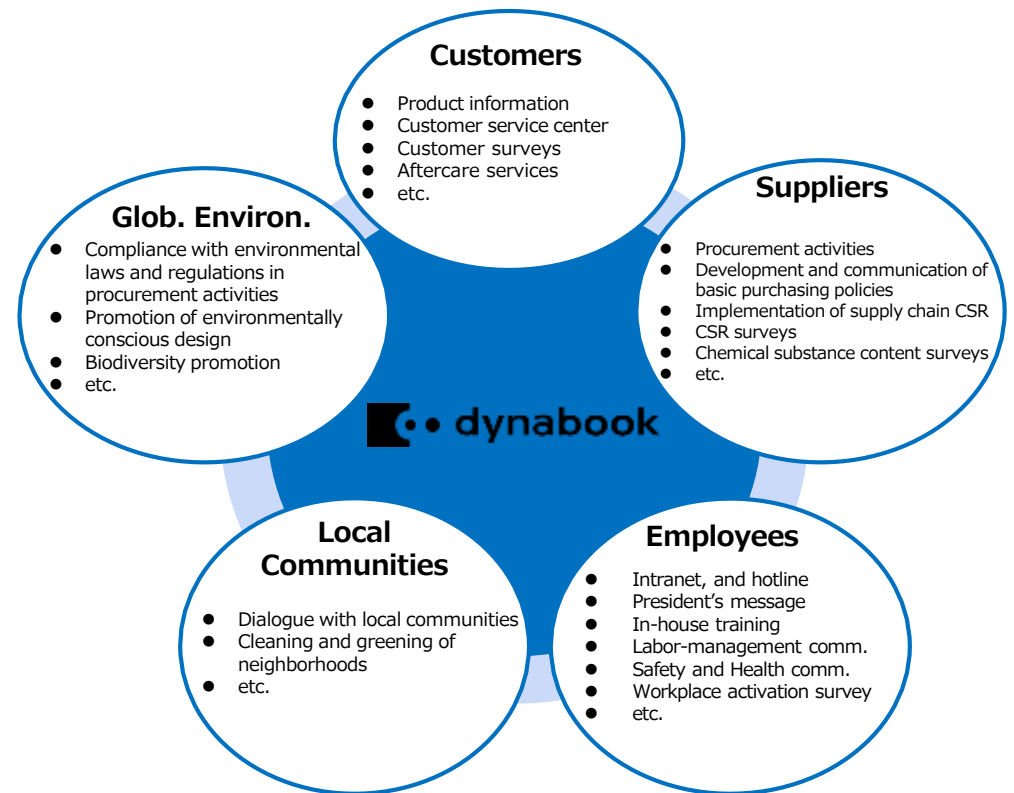 Customers
● Product information
● Customer service center
● Customer surveys
● Aftercare services
● etc.
Suppliers
● Procurement activities
● Development and communication of
basic purchasing policies
● Implementation of supply chain CSR
● CSR surveys
● Chemical substance content surveys
● etc.
Glob. Environ.
● Compliance with environmental
laws and regulations in
procurement activities
● Promotion of environmentally
conscious design
● Biodiversity promotion
● etc.
dynabook
Local
Communities
● Dialogue with local communities
● Cleaning and greening of
neighborhoods
● etc.
Employees
● Intranet, and hotline
● President’s message
● In-house training
● Labor-management comm.
● Safety and Health comm.
● Workplace activation survey
● etc.